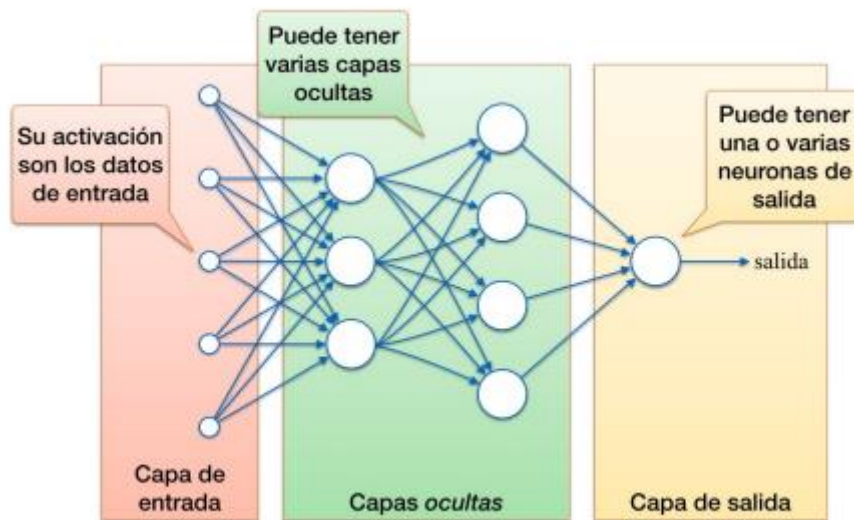 Puede tener
varias capas
ocultas
Su activación
son los datos
de entrada
Puede tener
una o varias
neuronas de
salida
salida
Capa de
entrada
Capas ocultas
Capa de salida